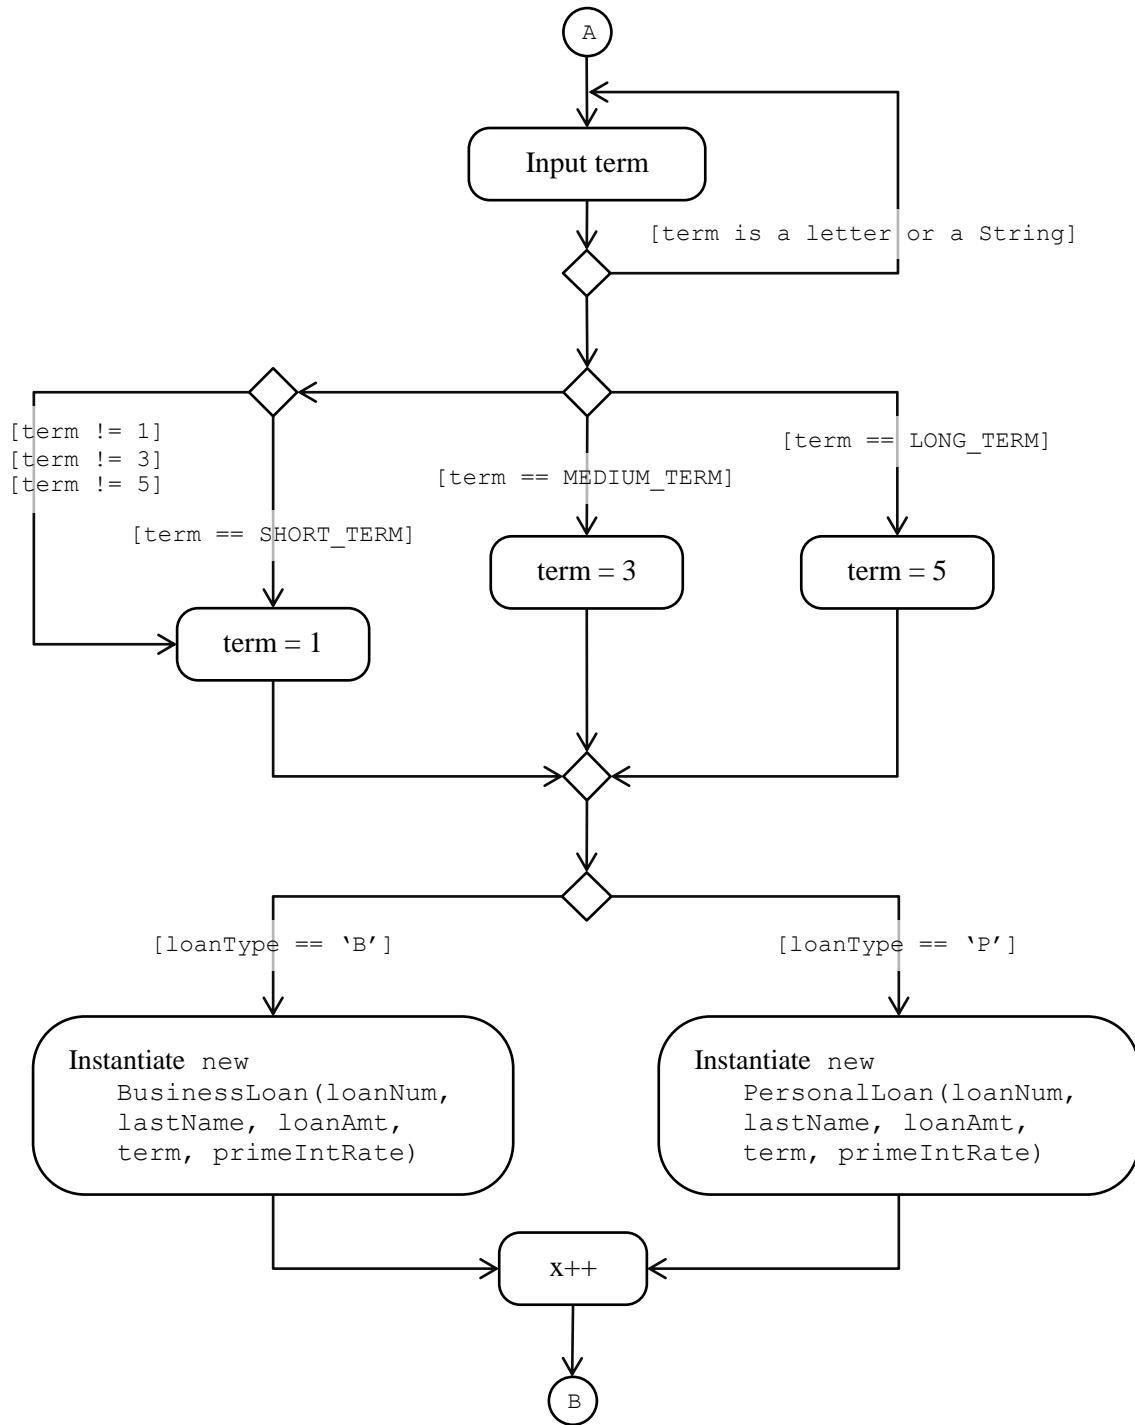 A
Input term
[term is a letter or a String]
[term != 1]
[term != 3]
[term != 5]
[term == SHORT_TERM]
[term == MEDIUM_TERM]
[term == LONG_TERM]
term = 1
term = 3
term = 5
[loanType == ‘B’]
[loanType == ‘P’]
Instantiate new
BusinessLoan(loanNum,
lastName, loanAmt,
term, primeIntRate)
Instantiate new
PersonalLoan(loanNum,
lastName, loanAmt,
term, primeIntRate)
x++
B